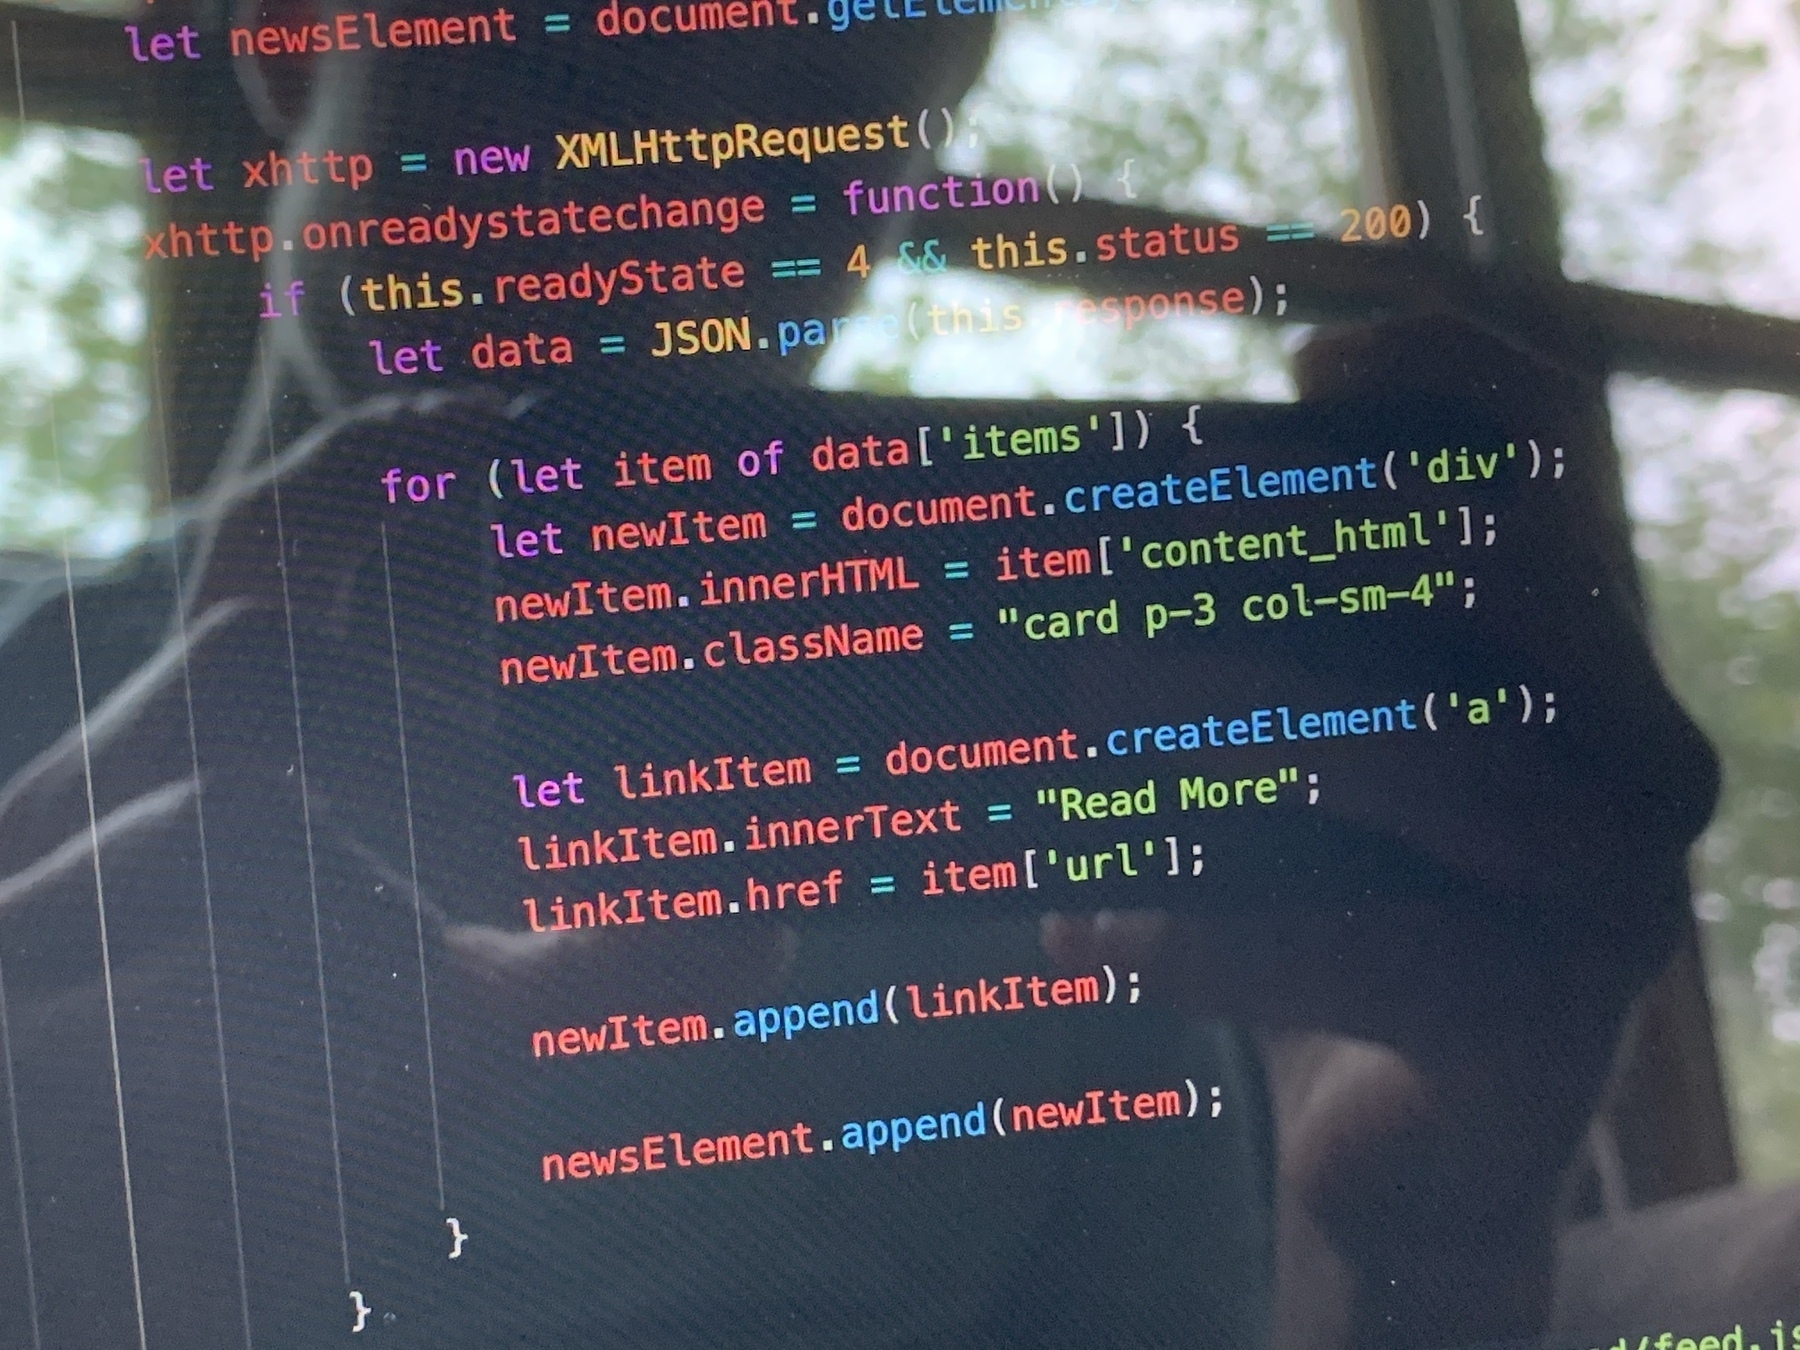 let newsElement = document.
let xhttp = new XMLHttpRequest();
xhttp.onreadystatechange = function() {
if (this.readyState == 4 && this.status == 200) {
let data = JSON.parse(this.response);
for (let item of data['items']) {
let newItem = document.createElement('div');
newItem.innerHTML = item['content_html'];
newItem.className = "card p-3 col-sm-4";
let linkItem = document.createElement('a');
linkItem.innerText = "Read More";
linkItem.href = item['url'];
newItem.append(linkItem);
newsElement.append(newItem);
}
}
/feed.js